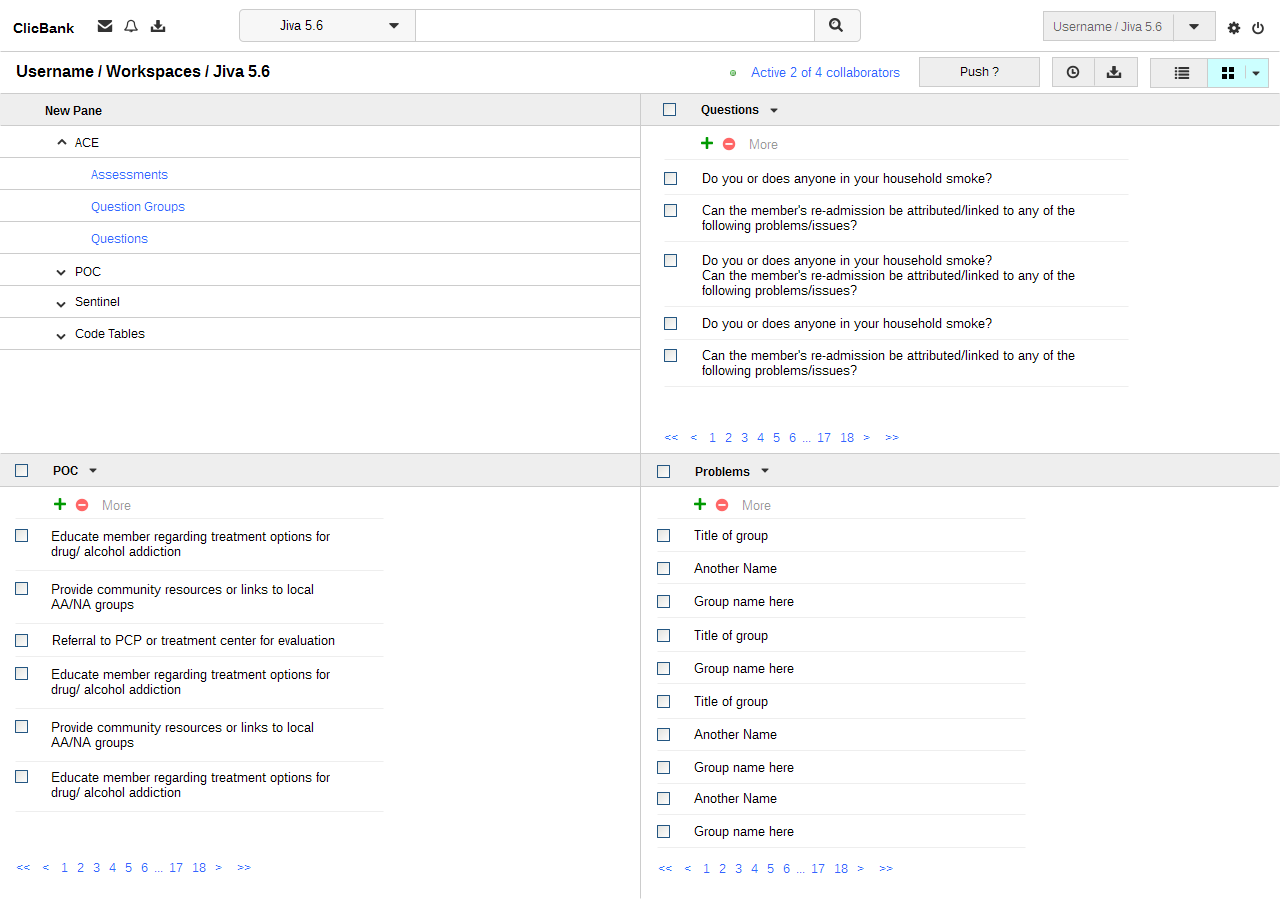 ClicBank
Jiva 5.6
Username / Jiva 5.6
Username / Workspaces / Jiva 5.6
Active 2 of 4 collaborators
Push ?
New Pane
ACE
Assessments
Question Groups
Questions
POC
Sentinel
Code Tables
Questions
More
Do you or does anyone in your household smoke?
Can the member's re-admission be attributed/linked to any of the
following problems/issues?
Do you or does anyone in your household smoke?
Can the member's re-admission be attributed/linked to any of the
following problems/issues?
Do you or does anyone in your household smoke?
Can the member's re-admission be attributed/linked to any of the
following problems/issues?
<< < 1 2 3 4 5 6 ... 17 18 > >>
POC
More
Educate member regarding treatment options for
drug/ alcohol addiction
Provide community resources or links to local
AA/NA groups
Referral to PCP or treatment center for evaluation
Educate member regarding treatment options for
drug/ alcohol addiction
Provide community resources or links to local
AA/NA groups
Educate member regarding treatment options for
drug/ alcohol addiction
<< < 1 2 3 4 5 6 ... 17 18 > >>
Problems
More
Title of group
Another Name
Group name here
Title of group
Group name here
Title of group
Another Name
Group name here
Another Name
Group name here
<< < 1 2 3 4 5 6 ... 17 18 > >>